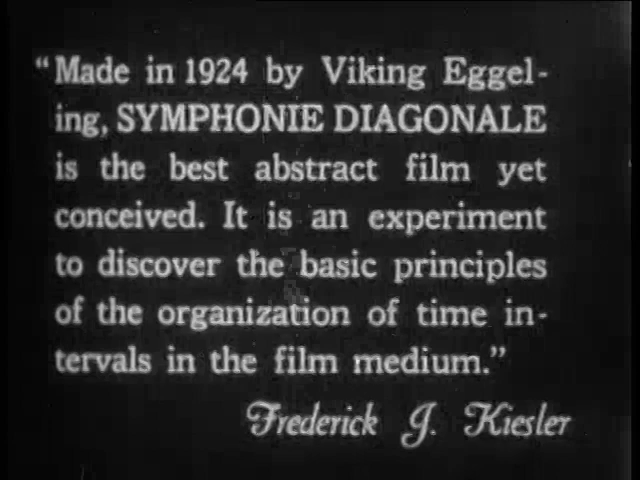 "Made in 1924 by Viking Eggel-
ing, SYMPHONIE DIAGONALE
is the best abstract film yet
conceived. It is an experiment
to discover the basic principles
of the organization of time in-
tervals in the film medium."
Frederick J. Kiesler